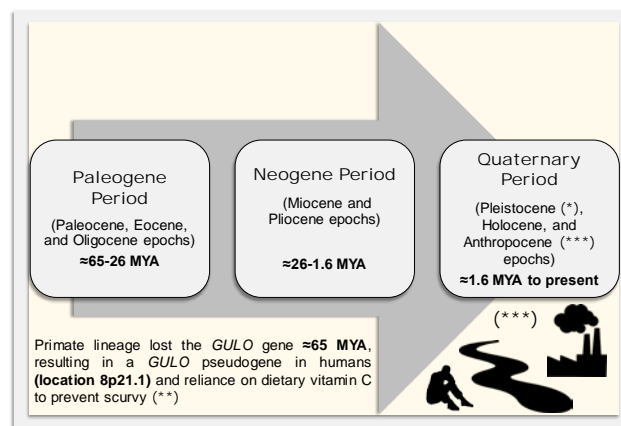 Paleogene
Period
(Paleocene, Eocene,
and Oligocene epochs)
≈65-26 MYA
Neogene Period
(Miocene and
Pliocene epochs)
≈26-1.6 MYA
Quaternary
Period
(Pleistocene (*),
Holocene, and
Anthropocene (***)
epochs)
≈1.6 MYA to present
(***)
Primate lineage lost the GULO gene ≈65 MYA,
resulting in a GULO pseudogene in humans
(location 8p21.1) and reliance on dietary vitamin C
to prevent scurvy (**)